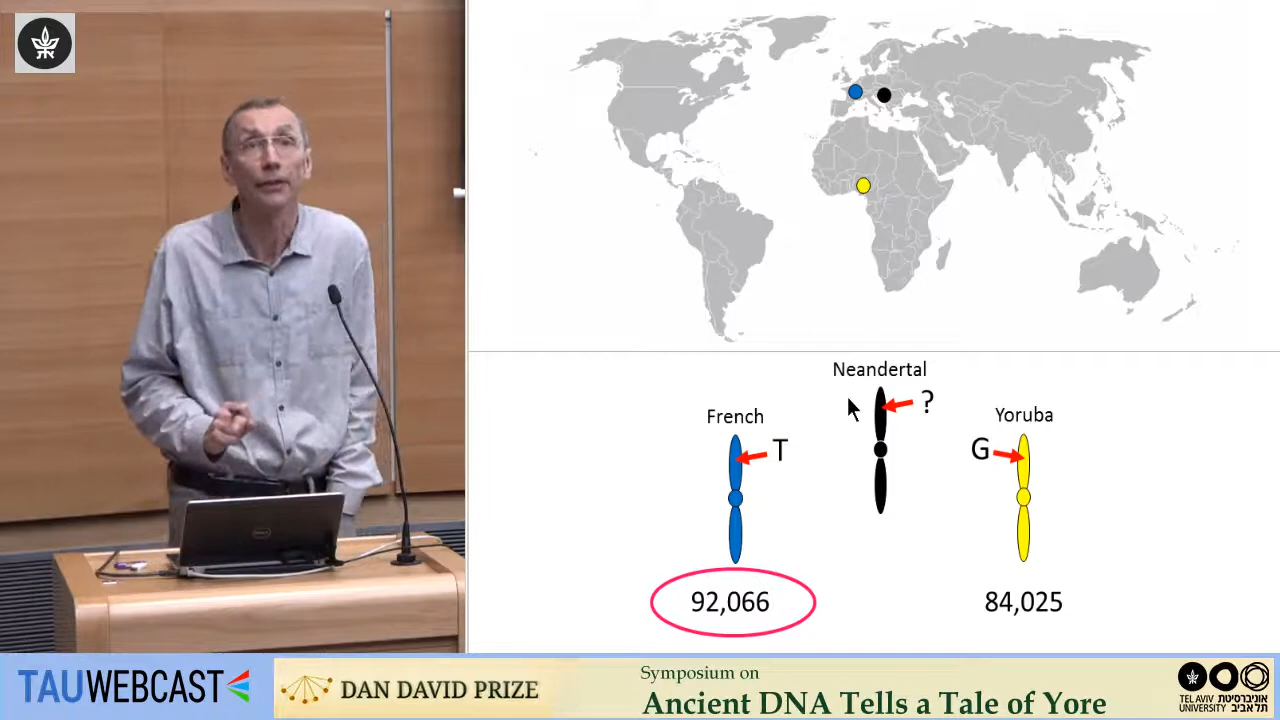 Neandertal
?
French
Yoruba
T
G
92,066
84,025
TAUWEBCAST
DAN DAVID PRIZE
Symposium on
Ancient DNA Tells a Tale of Yore
TEL AVIV אוניברסיטת
UNIVERSITY תל אביב